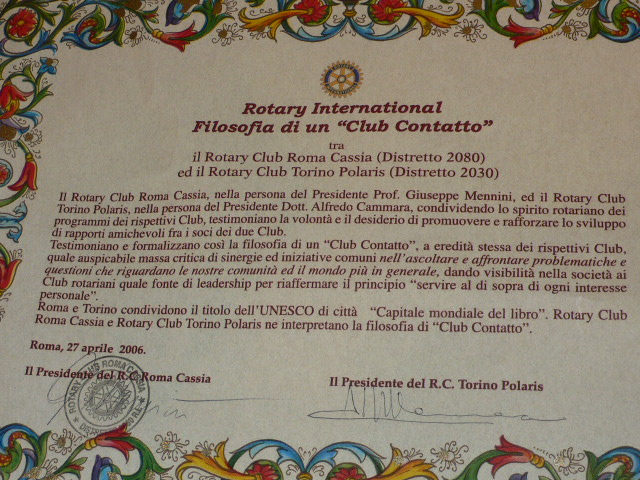 Rotary International
Filosofia di un “Club Contatto”
tra
il Rotary Club Roma Cassia (Distretto 2080)
ed il Rotary Club Torino Polaris (Distretto 2030)
Il Rotary Club Roma Cassia, nella persona del Presidente Prof. Giuseppe Mennini, ed il Rotary Club
Torino Polaris, nella persona del Presidente Dott. Alfredo Cammara, condividendo lo spirito rotariano dei
programmi dei rispettivi Club, testimoniano la volontà e il desiderio di promuovere e rafforzare lo sviluppo
di rapporti amichevoli fra i soci dei due Club.
Testimoniano e formalizzano così la filosofia di un “Club Contatto”, a eredità stessa dei rispettivi Club,
quale auspicabile massa critica di sinergie ed iniziative comuni nell'ascoltare e affrontare problematiche e
questioni che riguardano le nostre comunità ed il mondo più in generale, dando visibilità nella società ai
Club rotariani quale fonte di leadership per riaffermare il principio “servire al di sopra di ogni interesse
personale”.
Roma e Torino condividono il titolo dell'UNESCO di città “Capitale mondiale del libro”. Rotary Club
Roma Cassia e Rotary Club Torino Polaris ne interpretano la filosofia di “Club Contatto”.
Roma, 27 aprile 2006.
Il Presidente del R.C. Roma Cassia
Il Presidente del R.C. Torino Polaris
ROTARY CLUB ROMA CASSIA